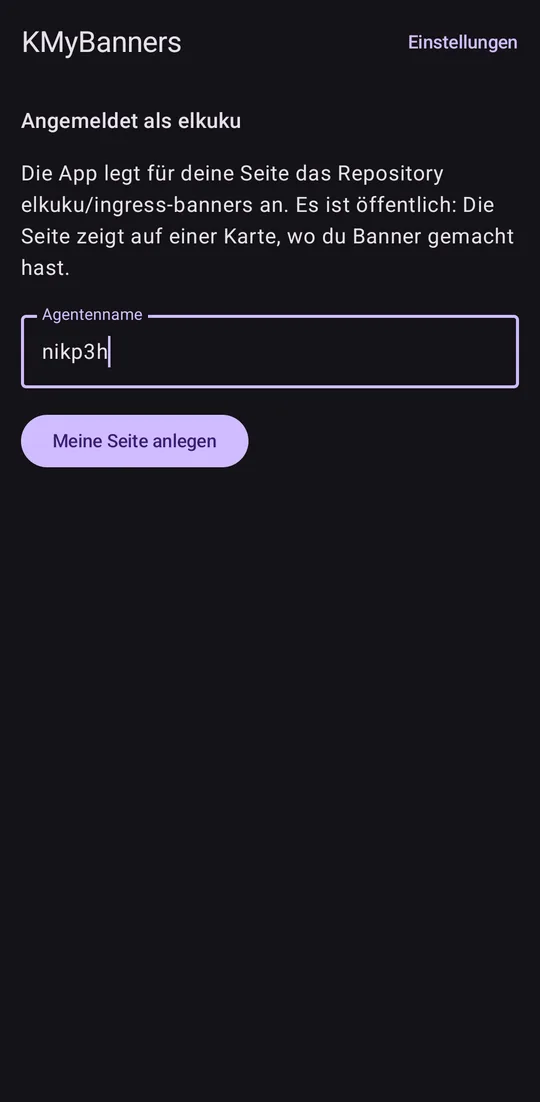 KMyBanners
Einstellungen
Angemeldet als elkuku
Die App legt für deine Seite das Repository
elkuku/ingress-banners an. Es ist öffentlich: Die
Seite zeigt auf einer Karte, wo du Banner gemacht
hast.
Agentenname
nikp3h
Meine Seite anlegen